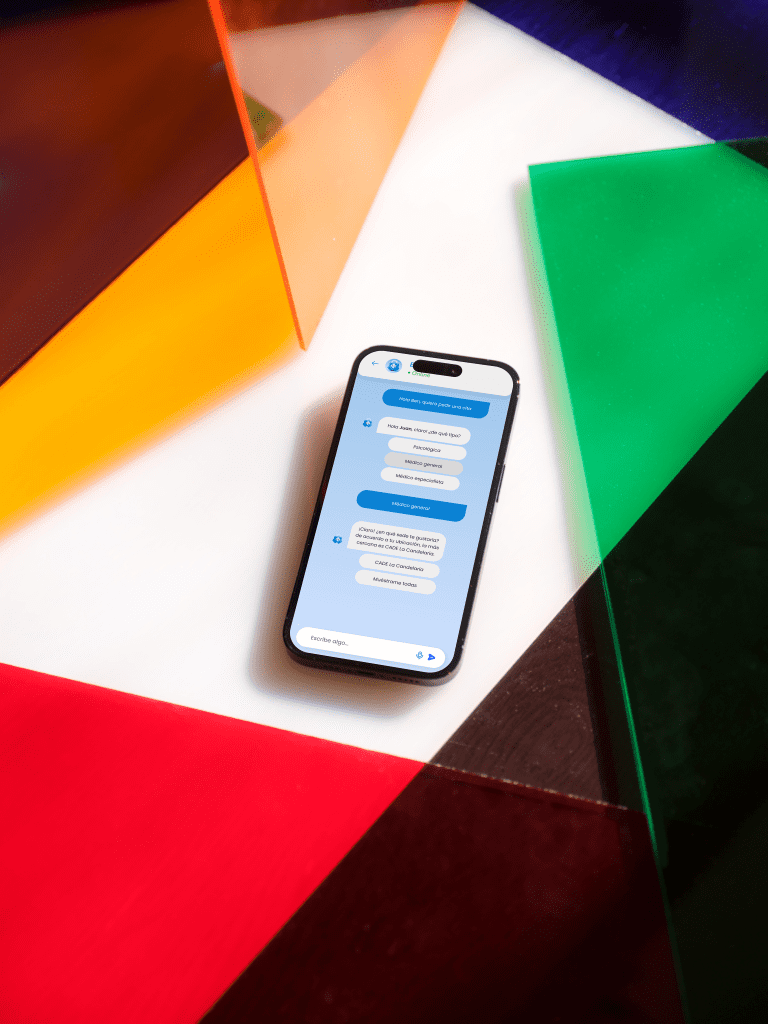 Online
Hola Ben, quiero pedir una cita
Hola Juan, claro! ¿de qué tipo?
Psicológica
Médico general
Médico especialista
Médico general
¡Claro! ¿en qué sede te gustaría?
de acuerdo a tu ubicación, la más
cercana es CADE La Candelaria.
CADE La Candelaria
Muéstrame todas
Escribe algo...